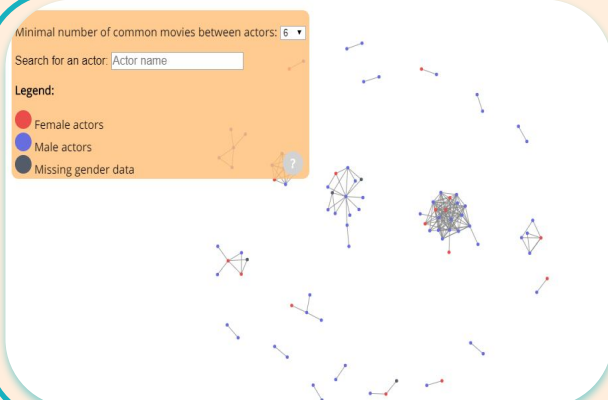 Minimal number of common movies between actors: 6
Search for an actor: Actor name
Legend:
Female actors
Male actors
Missing gender data
?